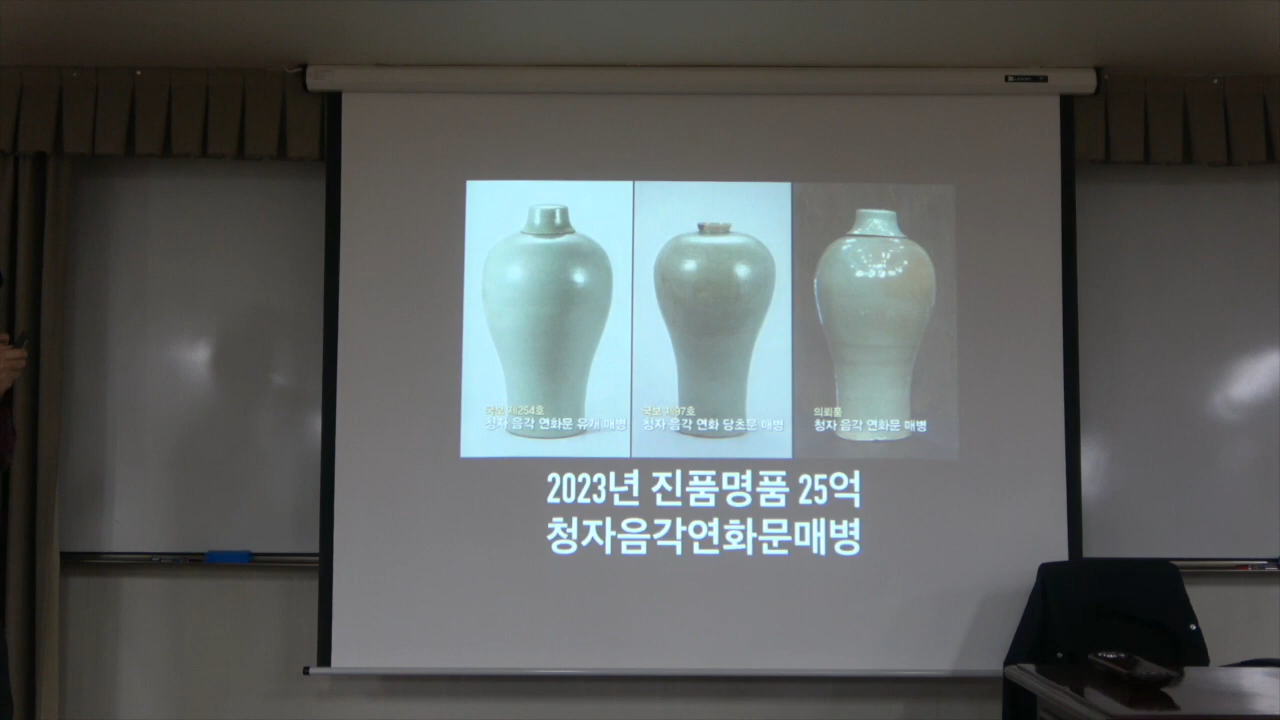 국보 제254호
청자 음각 연화문 유개 매병
국보 제97호
청자 음각 연화 당초문 매병
의뢰품
청자 음각 연화문 매병
2023년 진품명품 25억
청자음각연화문매병